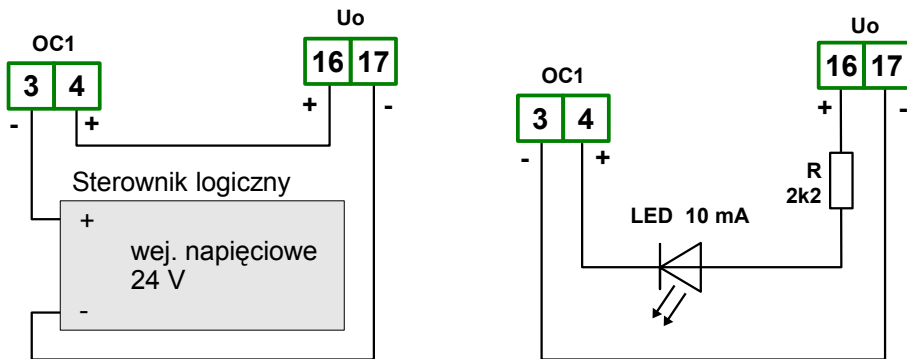 OC1
3 4
- +
Uo
16 17
+ -
Sterownik logiczny
+
wej. napięciowe
24 V
-
OC1
3 4
- +
Uo
16 17
+ -
R
2k2
LED 10 mA